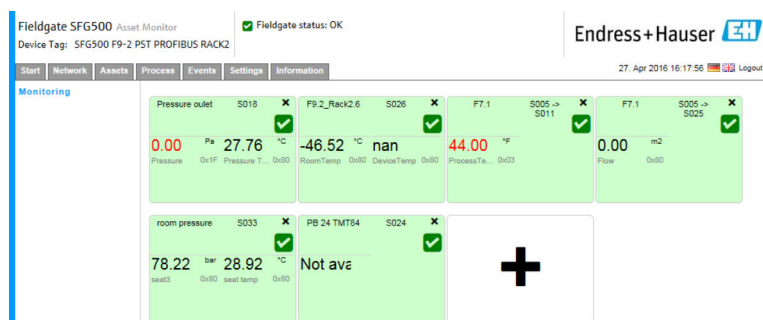 Fieldgate SFG500 Asset Monitor
Device Tag: SFG500 F9-2 PST PROFIBUS RACK2
Fieldgate status: OK
Endress+Hauser EH
Start Network Assets Process Events Settings Information
27. Apr 2016 16:17:56 Logout
Monitoring
Pressure oulet S018
0.00 Pa 27.76 °C
Pressure 0x1F Pressure T... 0x80
F9.2_Rack2.6 S026
-46.52 °C nan
RoomTemp 0x80 DeviceTemp 0x80
F7.1 S005 ->
S011
44.00 °F
ProcessTe... 0x03
F7.1 S005 ->
S025
0.00 m2
Flow 0x80
room pressure S033
78.22 bar 28.92 °C
seat3 0x80 seat temp 0x80
PB 24 TMT84 S024
Not ava